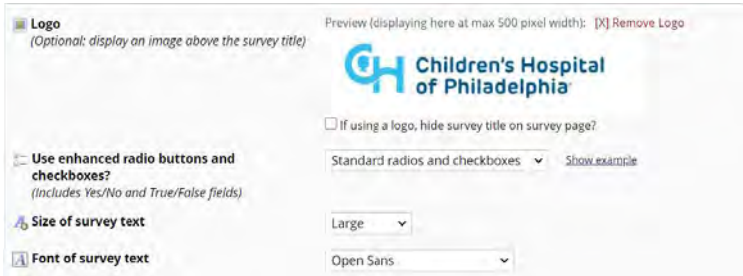 Logo
(Optional: display an image above the survey title)
Preview (displaying here at max 500 pixel width): [X] Remove Logo
CH Children's Hospital
of Philadelphia
If using a logo, hide survey title on survey page?
Use enhanced radio buttons and
checkboxes?
(Includes Yes/No and True/False fields)
Standard radios and checkboxes Show example
Size of survey text
Large
A Font of survey text
Open Sans